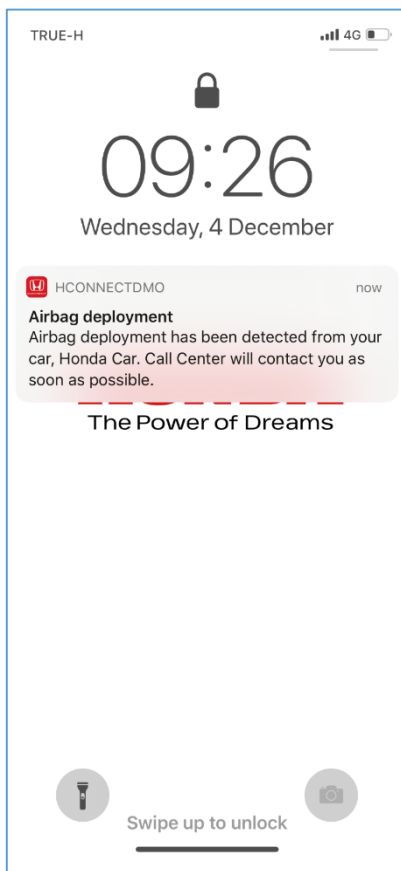 TRUE-H
4G
09:26
Wednesday, 4 December
HCONNECTDMO
now
Airbag deployment
Airbag deployment has been detected from your
car, Honda Car. Call Center will contact you as
soon as possible.
The Power of Dreams
Swipe up to unlock